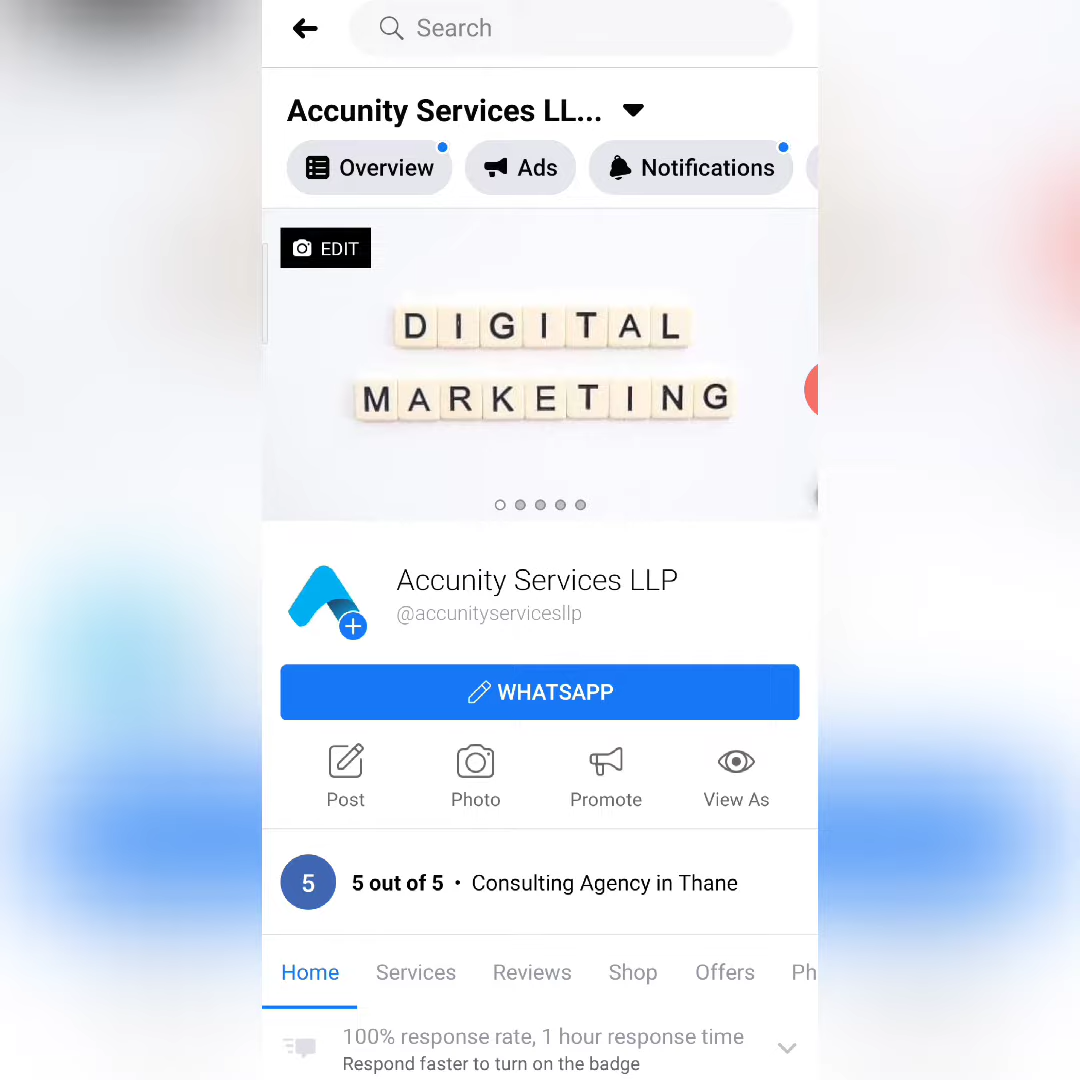 Search
Accunity Services LL...
Overview Ads Notifications
EDIT
DIGITAL
MARKETING
Accunity Services LLP
@accunityservicesllp
WHATSAPP
Post Photo Promote View As
5 5 out of 5 • Consulting Agency in Thane
Home Services Reviews Shop Offers Ph
100% response rate, 1 hour response time
Respond faster to turn on the badge